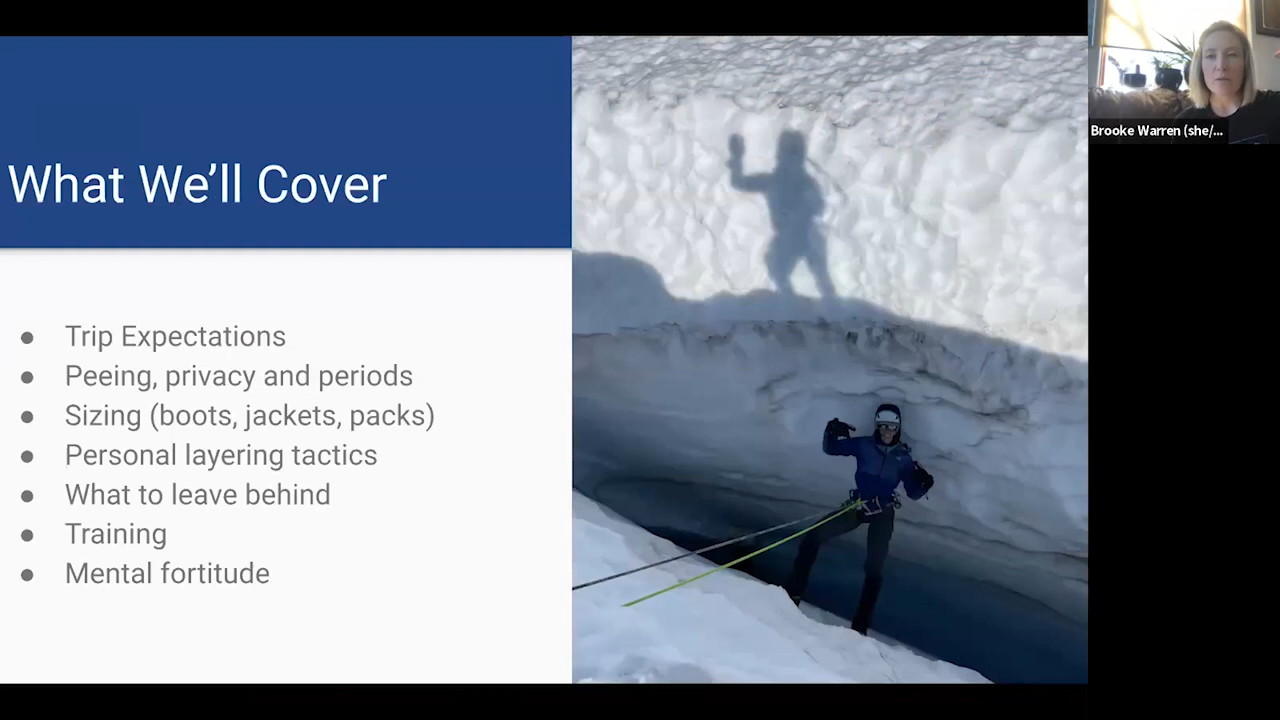 What We’ll Cover
● Trip Expectations
● Peeing, privacy and periods
● Sizing (boots, jackets, packs)
● Personal layering tactics
● What to leave behind
● Training
● Mental fortitude
Brooke Warren (she/...